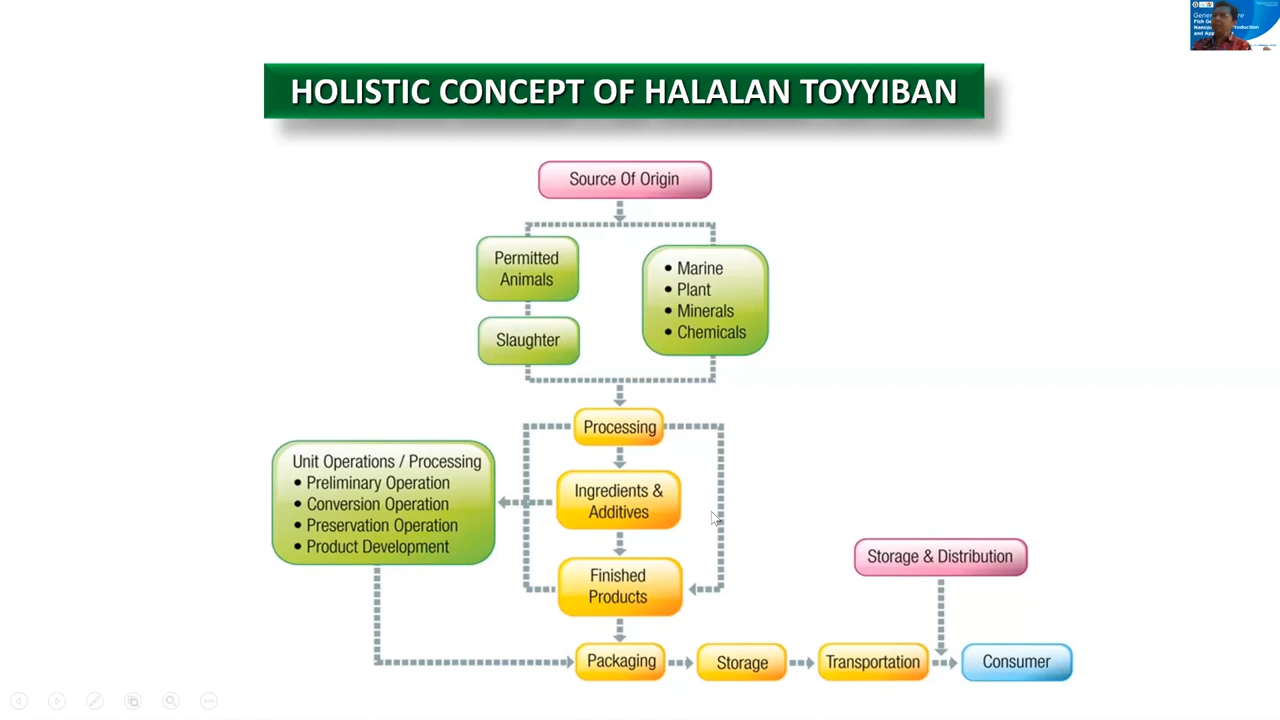 HOLISTIC CONCEPT OF HALALAN TOYYIBAN
Source Of Origin
Permitted
Animals
Slaughter
• Marine
• Plant
• Minerals
• Chemicals
Processing
Unit Operations / Processing
• Preliminary Operation
• Conversion Operation
• Preservation Operation
• Product Development
Ingredients &
Additives
Finished
Products
Storage & Distribution
Packaging
Storage
Transportation
Consumer